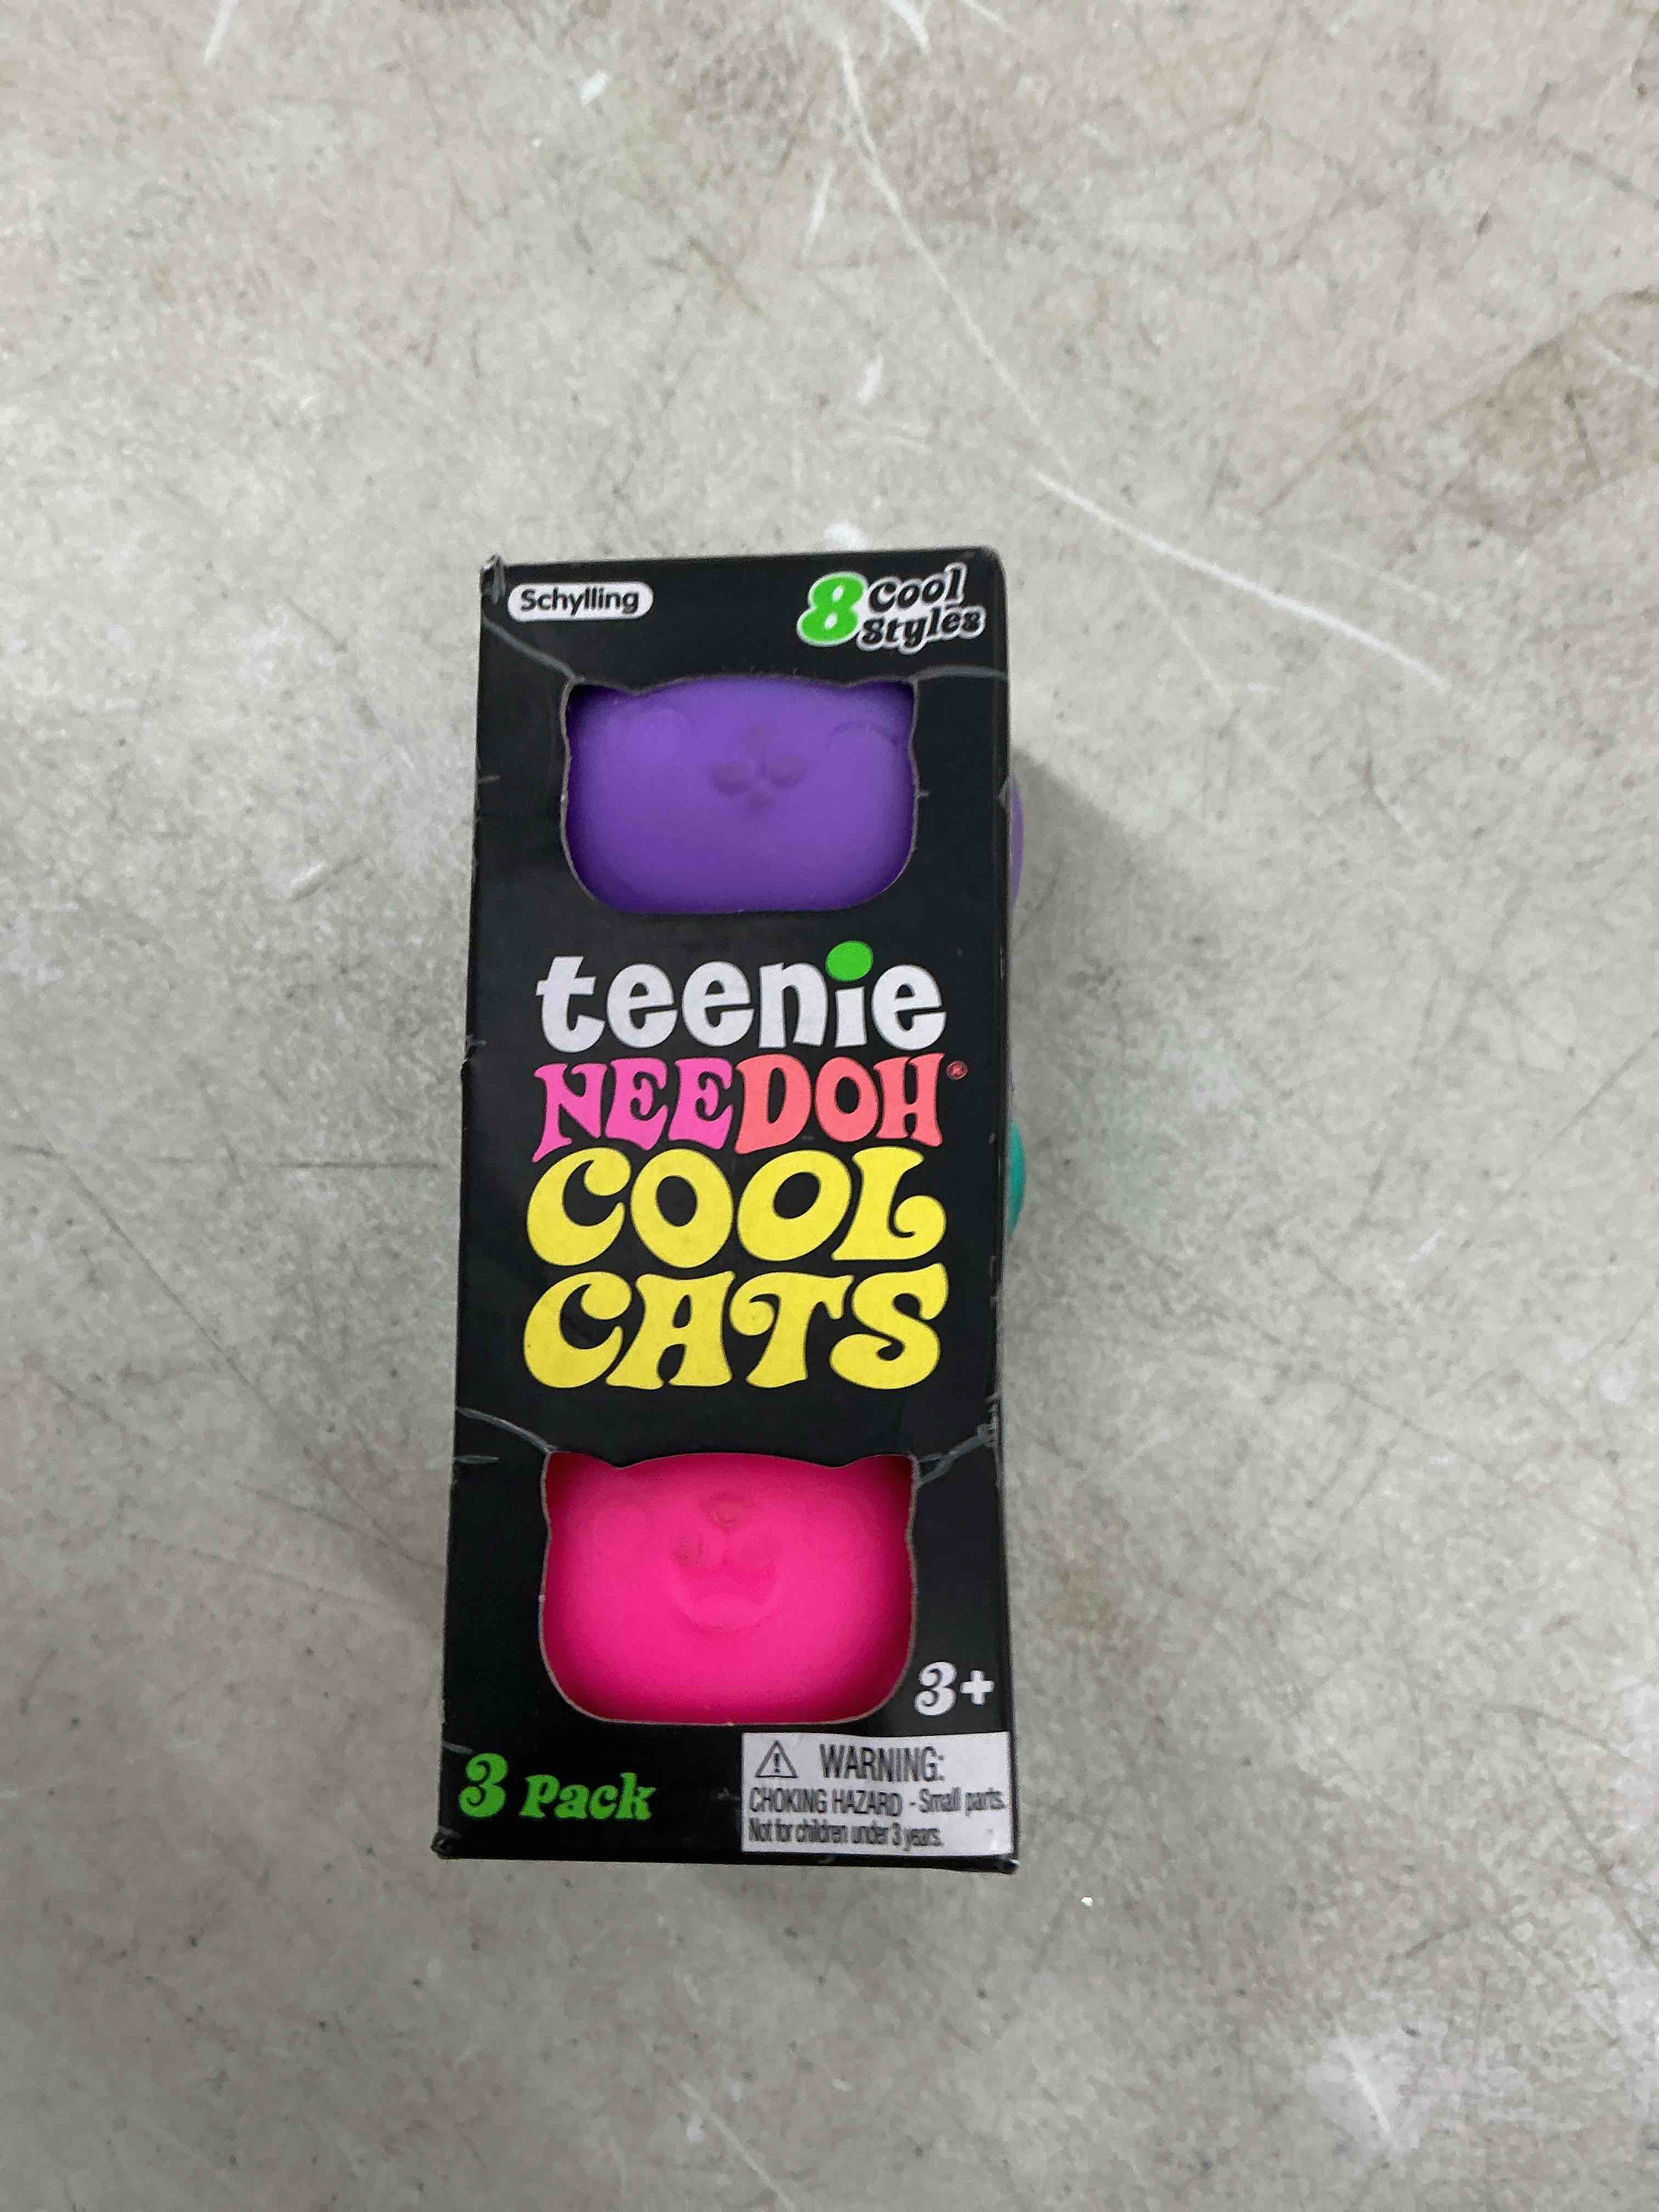 Schylling
8 Cool
Styles
teenie
NEEDOH®
COOL
CATS
3+
3 Pack
WARNING:
CHOKING HAZARD - Small parts.
Not for children under 3 years.